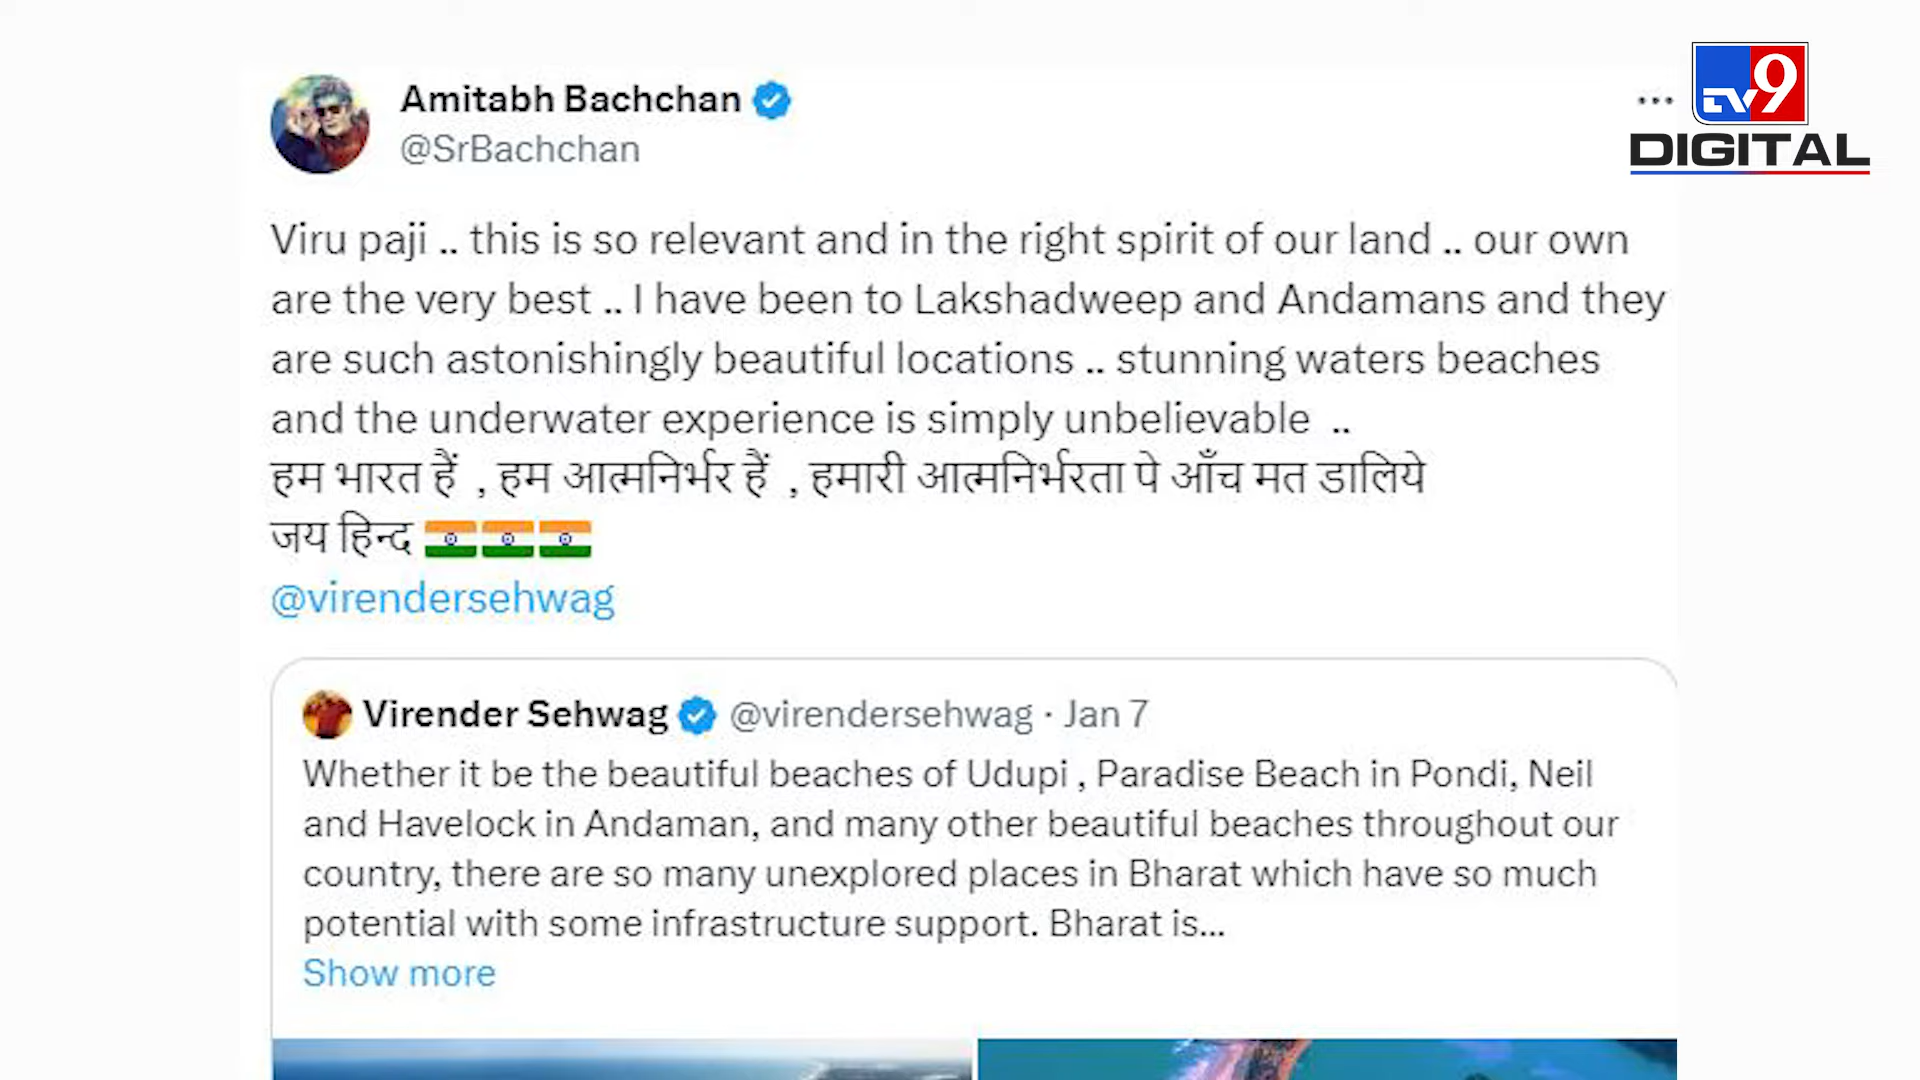 Amitabh Bachchan
@SrBachchan
TV9
DIGITAL
Viru paji .. this is so relevant and in the right spirit of our land .. our own
are the very best .. I have been to Lakshadweep and Andamans and they
are such astonishingly beautiful locations .. stunning waters beaches
and the underwater experience is simply unbelievable ..
हम भारत हैं , हम आत्मनिर्भर हैं , हमारी आत्मनिर्भरता पे आँच मत डालिये
जय हिन्द 🇮🇳🇮🇳🇮🇳
@virendersehwag
Virender Sehwag @virendersehwag · Jan 7
Whether it be the beautiful beaches of Udupi , Paradise Beach in Pondi, Neil
and Havelock in Andaman, and many other beautiful beaches throughout our
country, there are so many unexplored places in Bharat which have so much
potential with some infrastructure support. Bharat is...
Show more